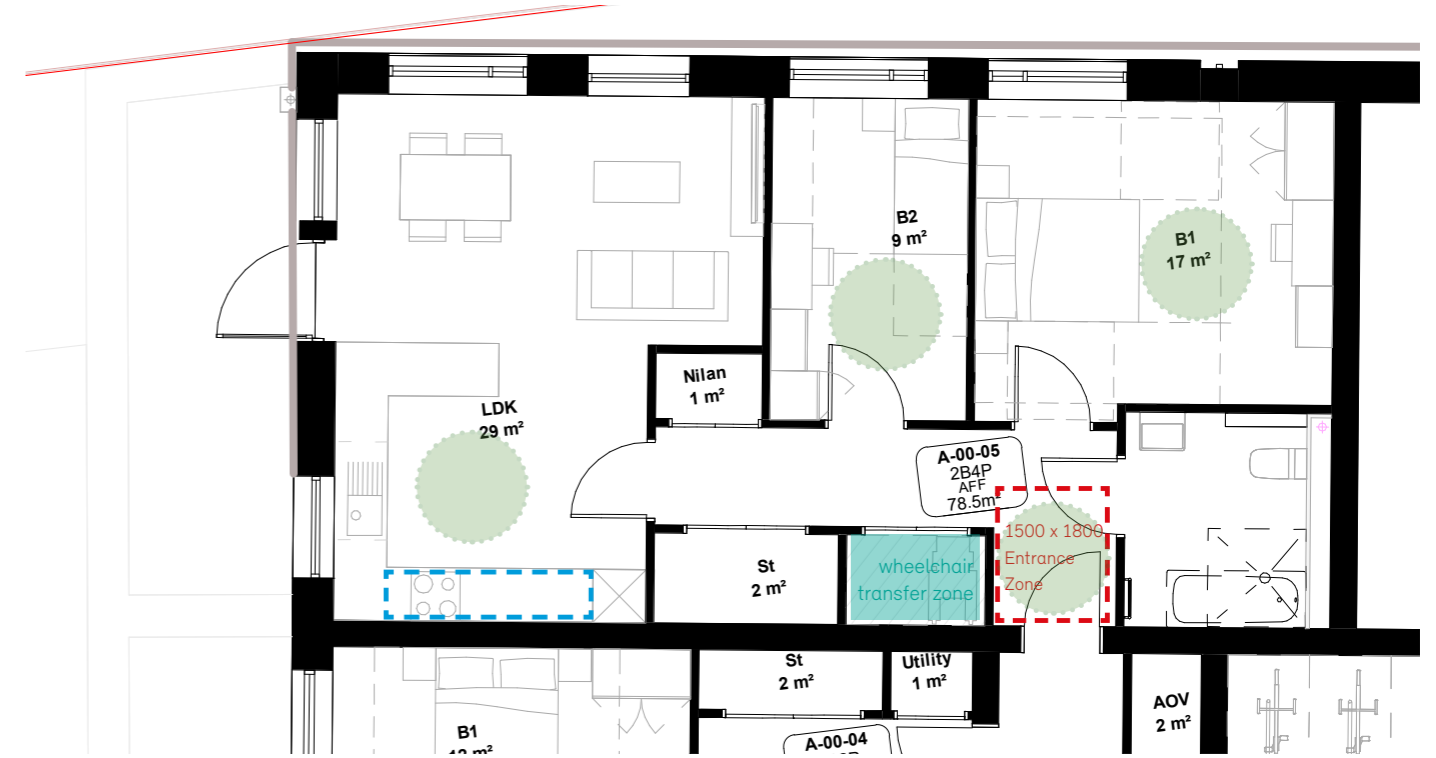 B2
9 m²
B1
17 m²
Nilan
1 m²
LDK
29 m²
A-00-05
2B4P
AFF
78.5m²
1500 x 1800
Entrance
Zone
St
2 m²
wheelchair
transfer zone
St
2 m²
Utility
1 m²
AOV
2 m²
B1
A-00-04